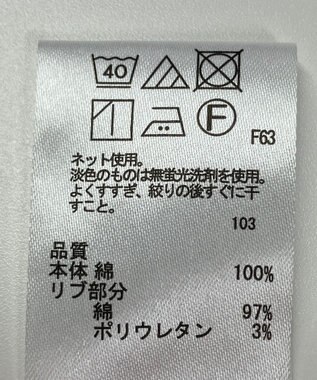 40
F
F63
ネット使用。
淡色のものは無蛍光洗剤を使用。
よくすすぎ、絞りの後すぐに干
すこと。
103
品質
本体 綿 100%
リブ部分
綿 97%
ポリウレタン 3%